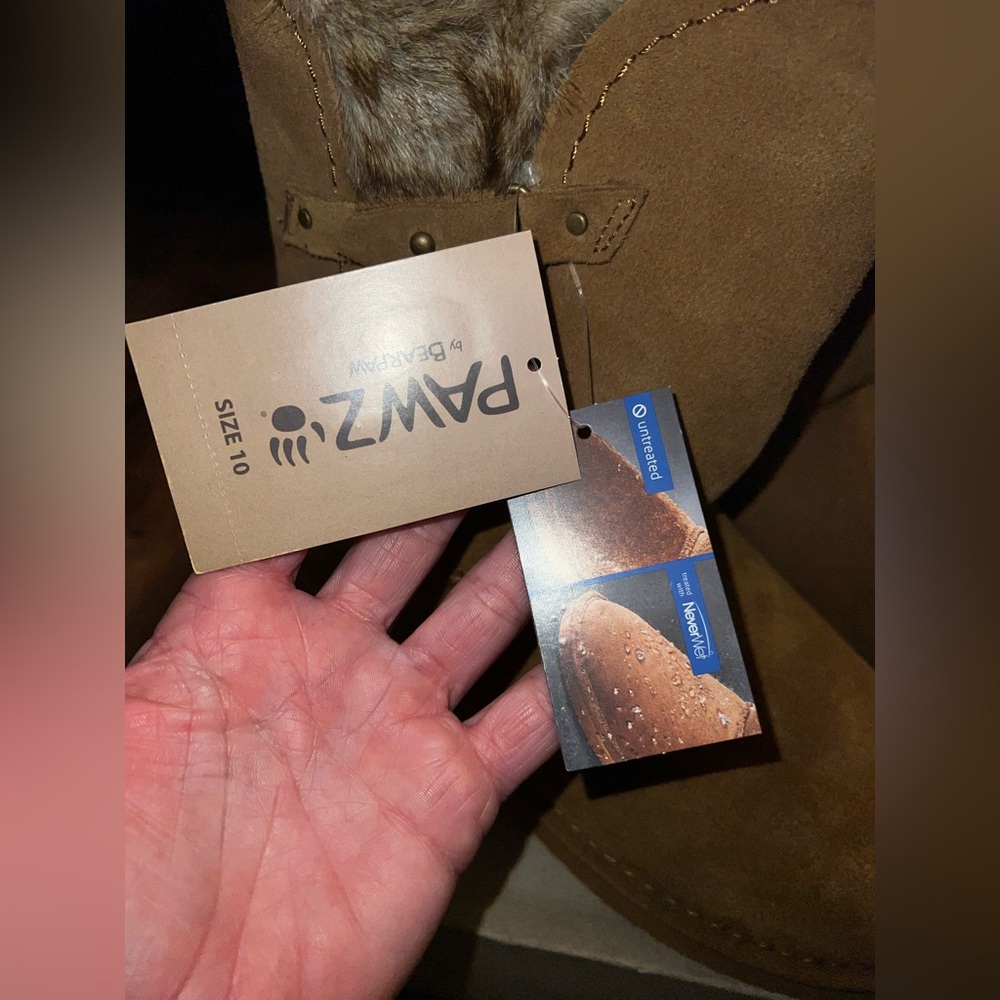 PAWZ
by BEARPAW
SIZE 10
untreated
treated
with
NeverWet